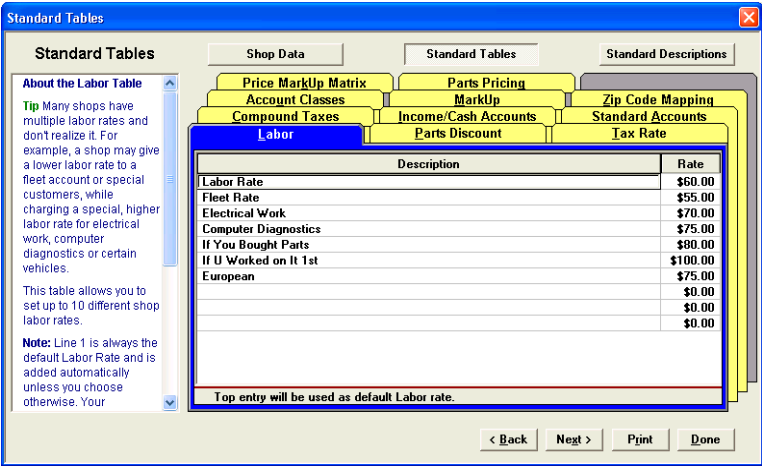 Standard Tables
Standard Tables
Shop Data
Standard Tables
Standard Descriptions
About the Labor Table
Tip Many shops have
multiple labor rates and
don't realize it. For
example, a shop may give
a lower labor rate to a
fleet account or special
customers, while
charging a special, higher
labor rate for electrical
work, computer
diagnostics or certain
vehicles.
This table allows you to
set up to 10 different shop
labor rates.
Note: Line 1 is always the
default Labor Rate and is
added automatically
unless you choose
otherwise. Your
Price MarkUp Matrix
Parts Pricing
Account Classes
MarkUp
Zip Code Mapping
Compound Taxes
Income/Cash Accounts
Standard Accounts
Labor
Parts Discount
Tax Rate
Description Rate
Labor Rate $60.00
Fleet Rate $55.00
Electrical Work $70.00
Computer Diagnostics $75.00
If You Bought Parts $80.00
If U Worked on It 1st $100.00
European $75.00
$0.00
$0.00
$0.00
Top entry will be used as default Labor rate.
< Back
Next >
Print
Done